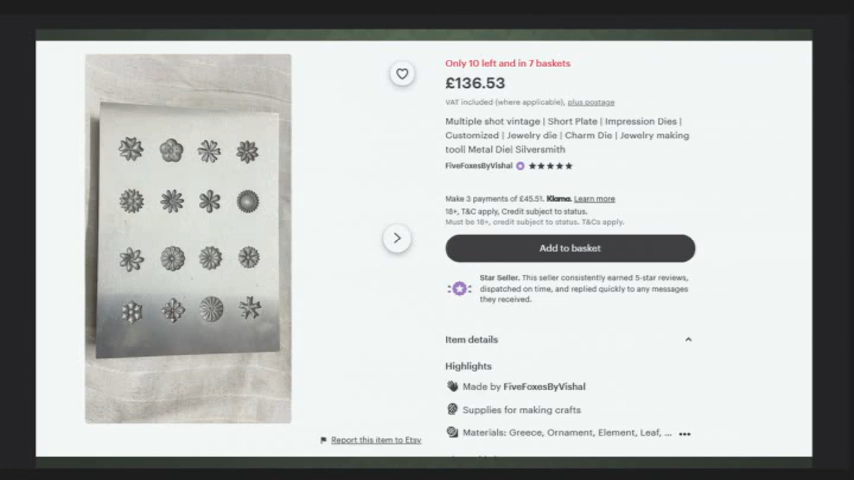 Only 10 left and in 7 baskets
£136.53
VAT included (where applicable), plus postage
Multiple shot vintage | Short Plate | Impression Dies |
Customized | Jewelry die | Charm Die | Jewelry making
tool| Metal Die| Silversmith
FiveFoxesByVishal
Make 3 payments of £45.51. Klarna. Learn more
18+, T&C apply, Credit subject to status.
Must be 18+, credit subject to status. T&Cs apply.
Add to basket
Star Seller. This seller consistently earned 5-star reviews,
dispatched on time, and replied quickly to any messages
they received.
Item details
Highlights
Made by FiveFoxesByVishal
Supplies for making crafts
Materials: Greece, Ornament, Element, Leaf, ...
Report this item to Etsy